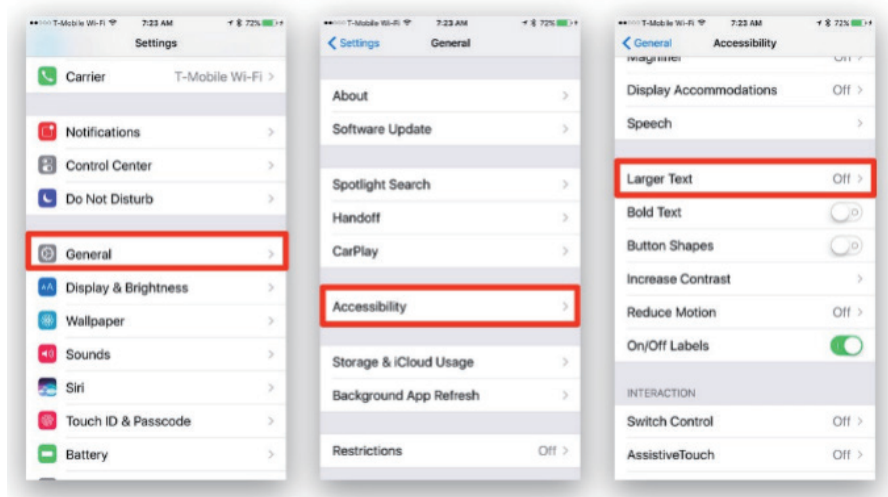 T-Mobile Wi-Fi 7:23 AM 72%
Settings
Carrier T-Mobile Wi-Fi
Notifications
Control Center
Do Not Disturb
General
Display & Brightness
Wallpaper
Sounds
Siri
Touch ID & Passcode
Battery
T-Mobile Wi-Fi 7:23 AM 72%
Settings General
About
Software Update
Spotlight Search
Handoff
CarPlay
Accessibility
Storage & iCloud Usage
Background App Refresh
Restrictions Off
T-Mobile Wi-Fi 7:23 AM 72%
General Accessibility
Magnifier Off
Display Accommodations Off
Speech
Larger Text Off
Bold Text
Button Shapes
Increase Contrast
Reduce Motion Off
On/Off Labels
INTERACTION
Switch Control Off
AssistiveTouch Off